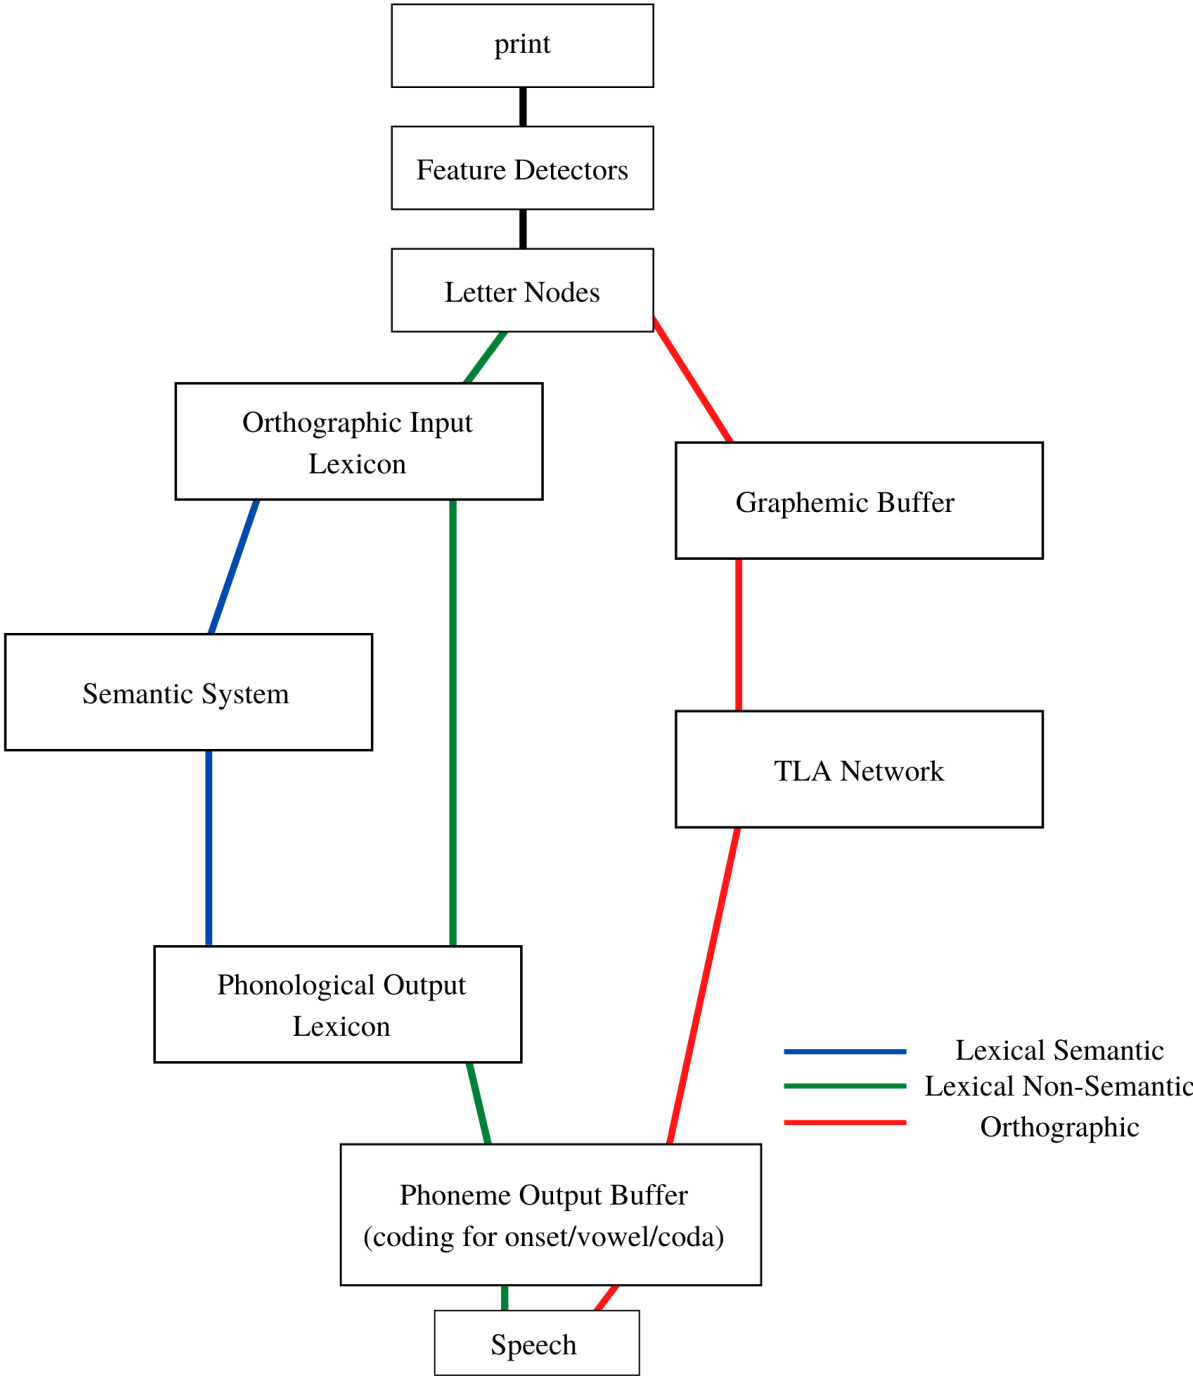 print
Feature Detectors
Letter Nodes
Orthographic Input
Lexicon
Graphemic Buffer
Semantic System
TLA Network
Phonological Output
Lexicon
Lexical Semantic
Lexical Non-Semantic
Orthographic
Phoneme Output Buffer
(coding for onset/vowel/coda)
Speech